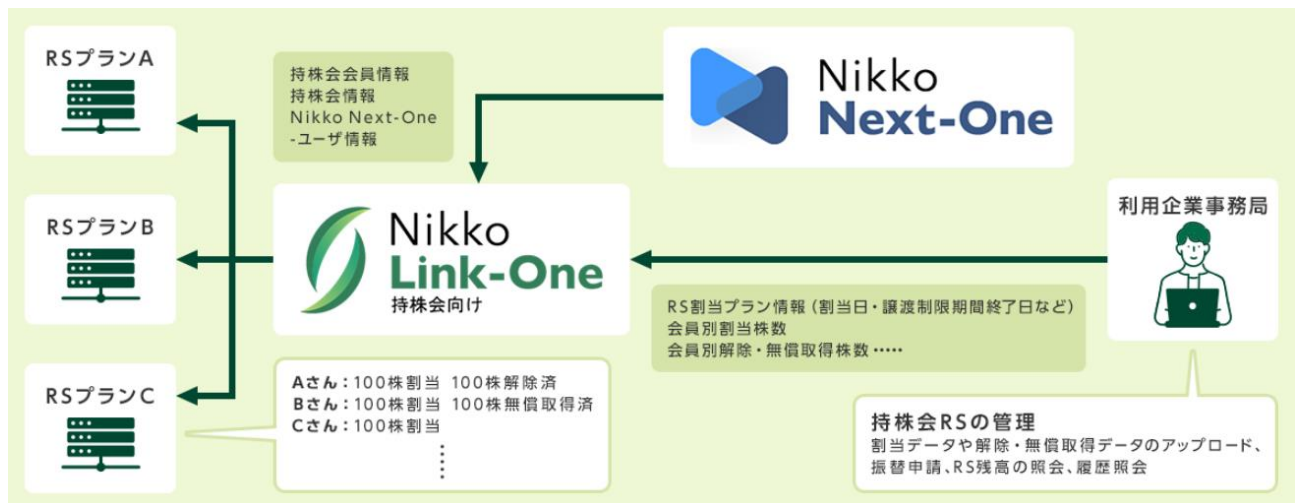 RSプランA
持株会会員情報
持株会情報
Nikko Next-One
-ユーザ情報
Nikko
Next-One
RSプランB
Nikko
Link-One
持株会向け
利用企業事務局
RS割当プラン情報（割当日・譲渡制限期間終了日など）
会員別割当株数
会員別解除・無償取得株数‥‥‥
RSプランC
Aさん：100株割当 100株解除済
Bさん：100株割当 100株無償取得済
Cさん：100株割当
⋮
持株会RSの管理
割当データや解除・無償取得データのアップロード、
振替申請、RS残高の照会、履歴照会